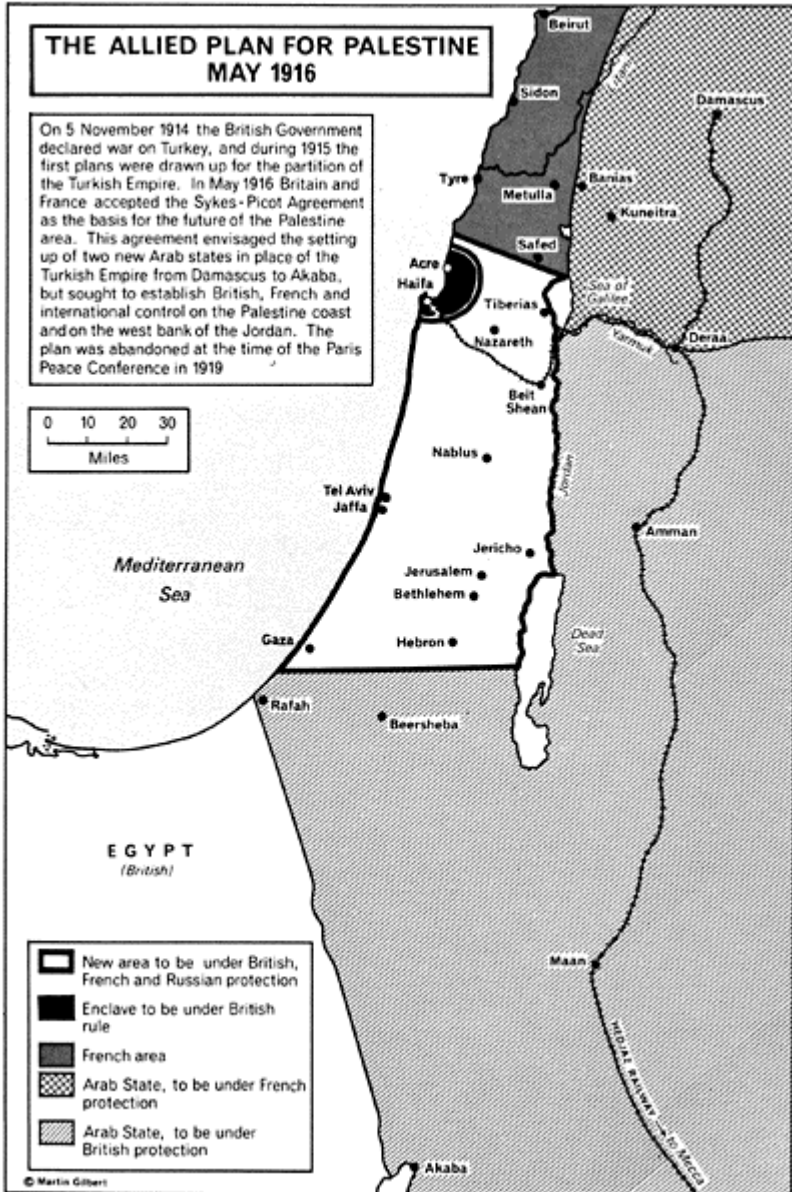 THE ALLIED PLAN FOR PALESTINE
MAY 1916
On 5 November 1914 the British Government
declared war on Turkey, and during 1915 the
first plans were drawn up for the partition
of the Turkish Empire. In May 1916 Britain and
France accepted the Sykes-Picot Agreement
as the basis for the future of the Palestine
area. This agreement envisaged the setting
up of two new Arab states in place of the
Turkish Empire from Damascus to Akaba,
but sought to establish British, French and
international control on the Palestine coast
and on the west bank of the Jordan. The
plan was abandoned at the time of the Paris
Peace Conference in 1919
0 10 20 30
Miles
Beirut
Litani
Sidon
Damascus
Tyre
Metulla
Banias
Kuneitra
Safed
Acre
Haifa
Sea of
Galilee
Tiberias
Nazareth
Yarmuk
Deraa
Beit
Shean
Nablus
Jordan
Tel Aviv
Jaffa
Amman
Mediterranean
Sea
Jericho
Jerusalem
Bethlehem
Gaza
Hebron
Dead
Sea
Rafah
Beersheba
EGYPT
(British)
Maan
HEDJAZ RAILWAY → to Mecca
Akaba
New area to be under British,
French and Russian protection
Enclave to be under British
rule
French area
Arab State, to be under French
protection
Arab State, to be under
British protection
© Martin Gilbert